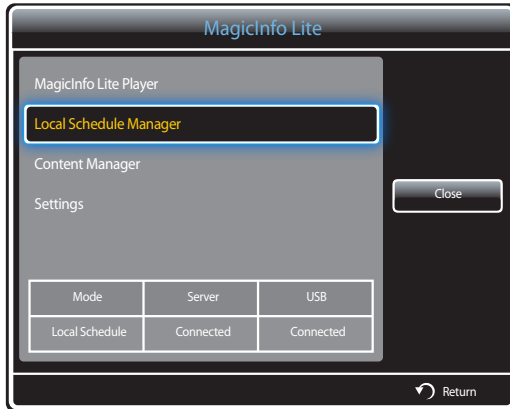 MagicInfo Lite
MagicInfo Lite Player
Local Schedule Manager
Content Manager
Settings
Close
Mode Server USB
Local Schedule Connected Connected
Return